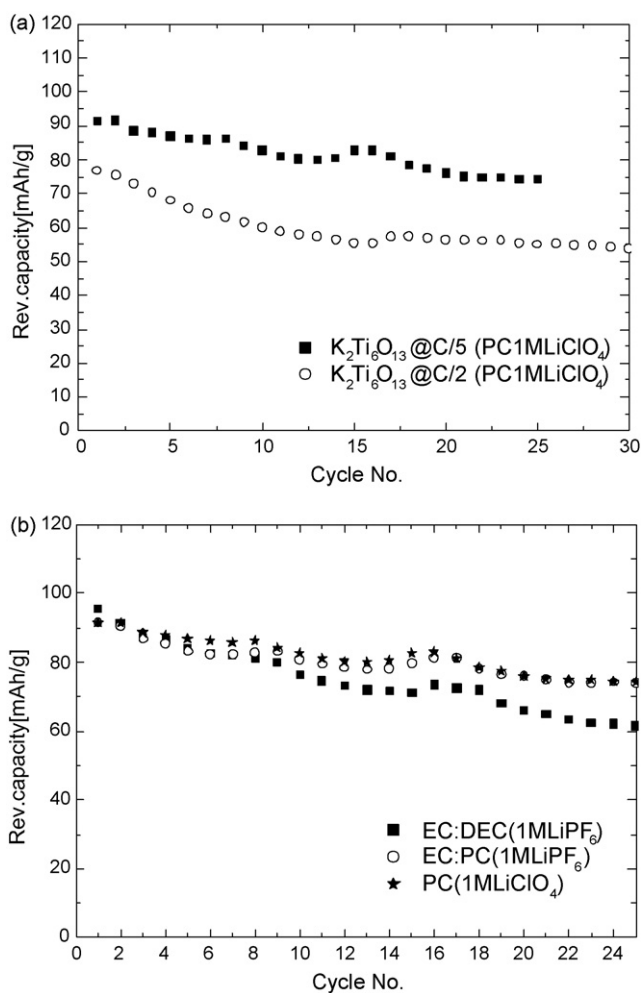 (a)
120
110
100
90
80
70
60
50
40
30
20
10
0
Rev.capacity[mAh/g]
K₂Ti₆O₁₃@C/5 (PC1MLiClO₄)
K₂Ti₆O₁₃@C/2 (PC1MLiClO₄)
0 5 10 15 20 25 30
Cycle No.
(b)
120
100
80
60
40
20
0
Rev.capacity[mAh/g]
EC:DEC(1MLiPF₆)
EC:PC(1MLiPF₆)
PC(1MLiClO₄)
0 2 4 6 8 10 12 14 16 18 20 22 24
Cycle No.